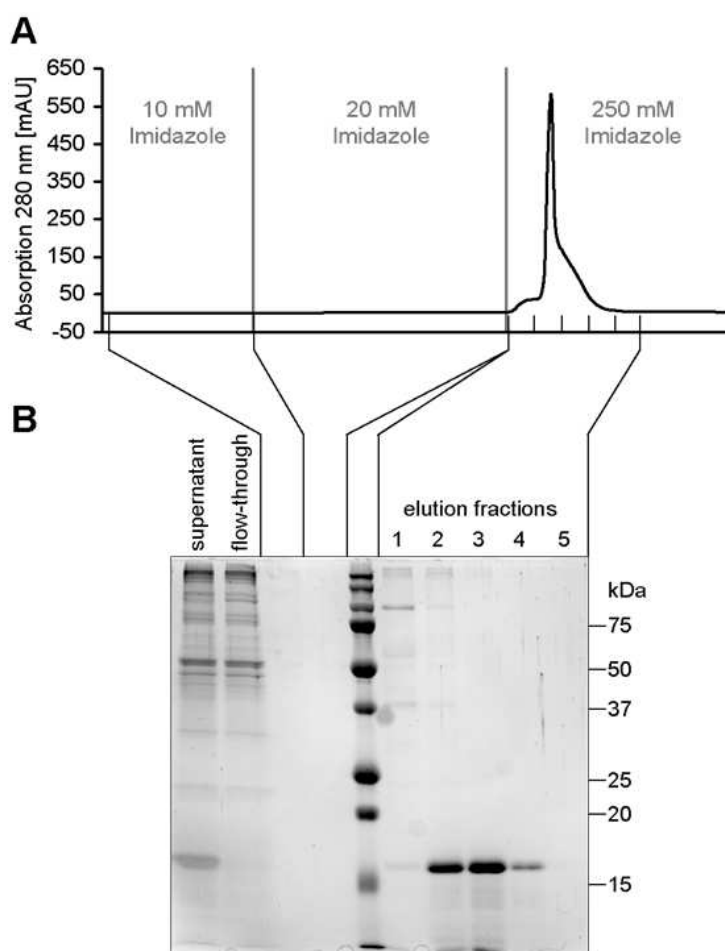 A
Absorption 280 nm [mAU]
650
550
450
350
250
150
50
-50
10 mM
Imidazole
20 mM
Imidazole
250 mM
Imidazole
B
supernatant
flow-through
elution fractions
1 2 3 4 5
kDa
75
50
37
25
20
15